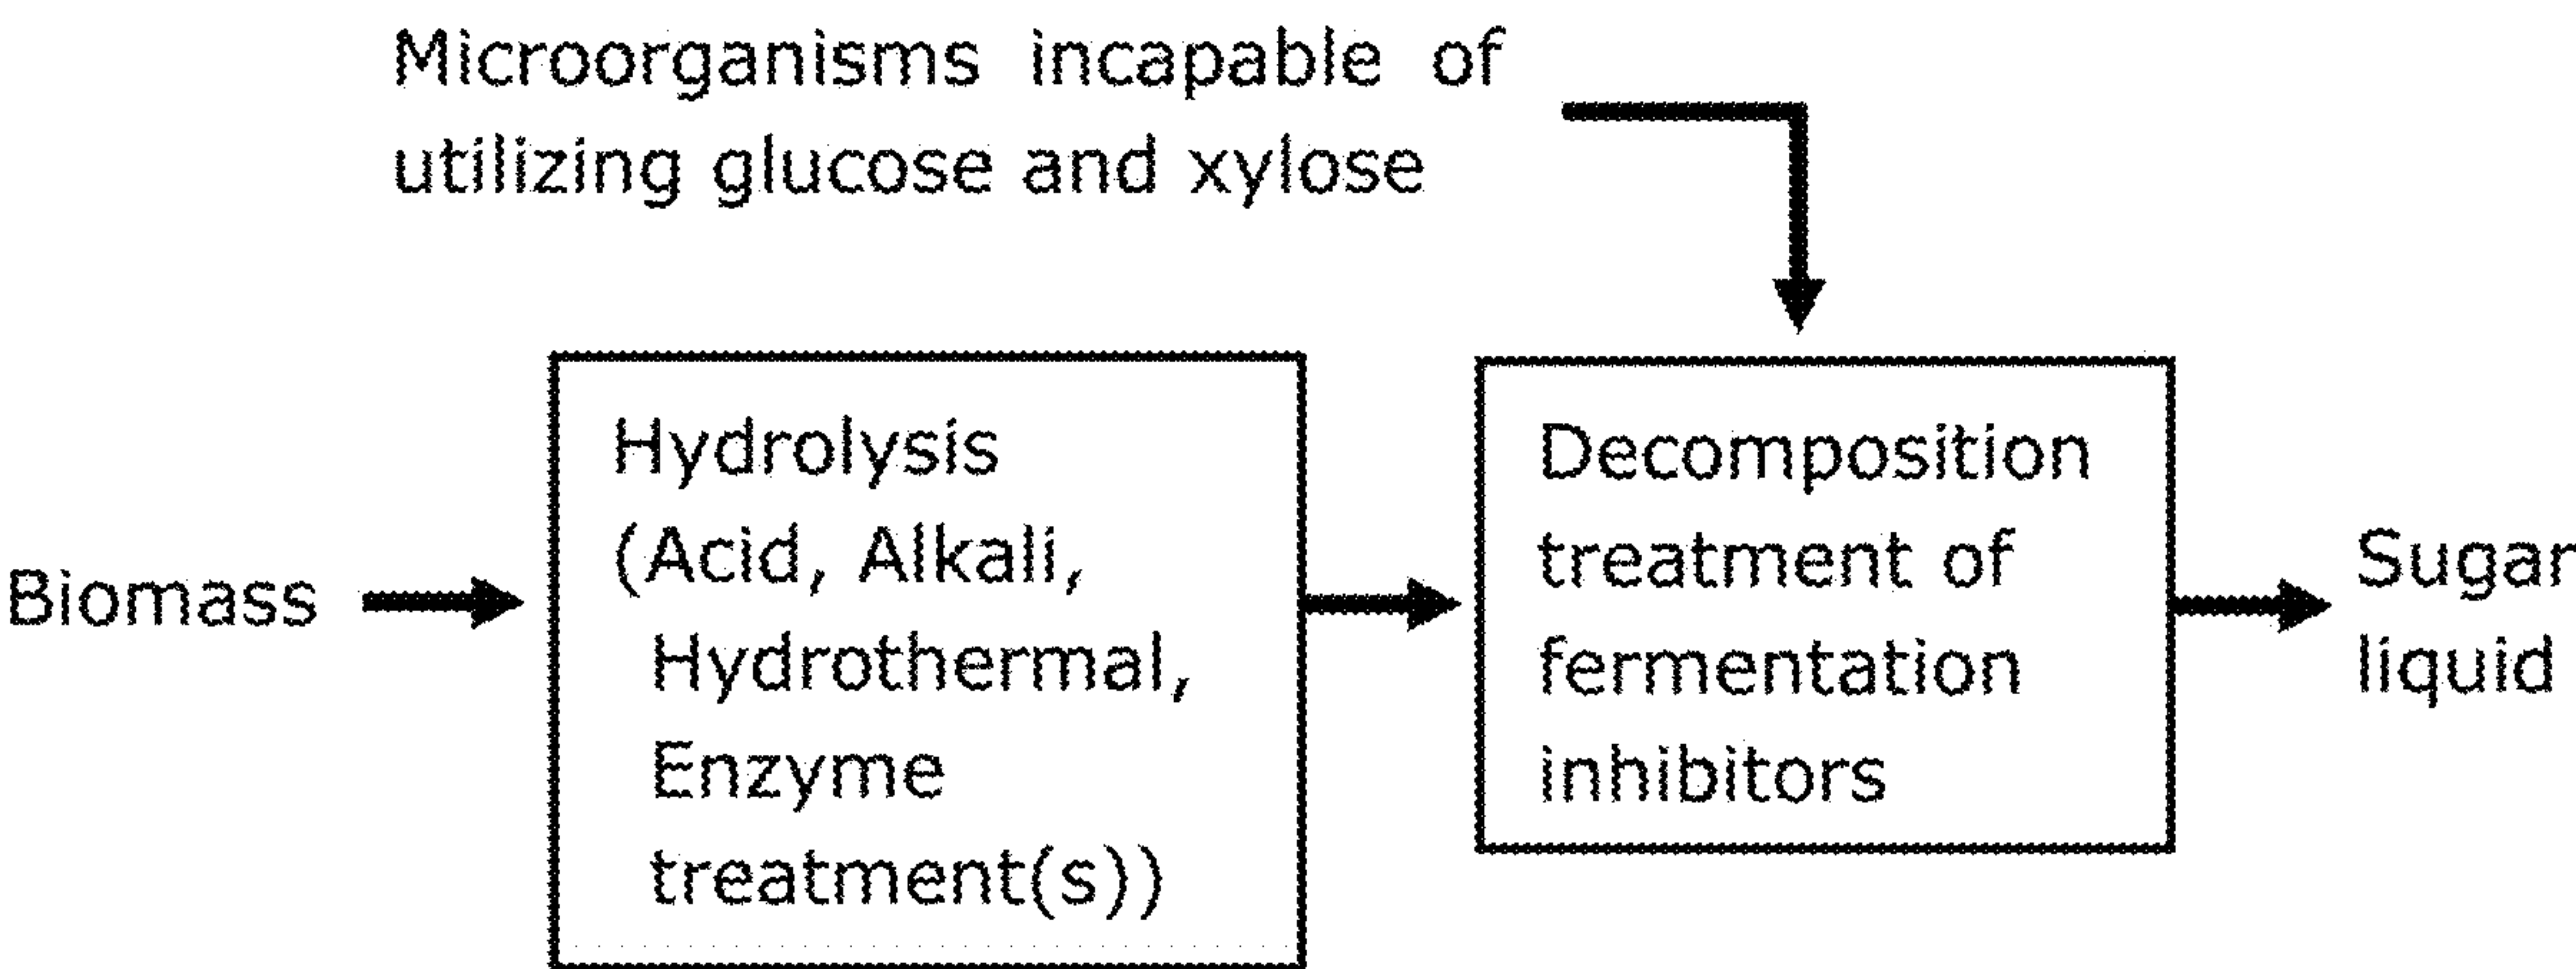 Microorganisms incapable of
utilizing glucose and xylose
Biomass
Hydrolysis
(Acid, Alkali,
Hydrothermal,
Enzyme
treatment(s))
Decomposition
treatment of
fermentation
inhibitors
Sugar
liquid